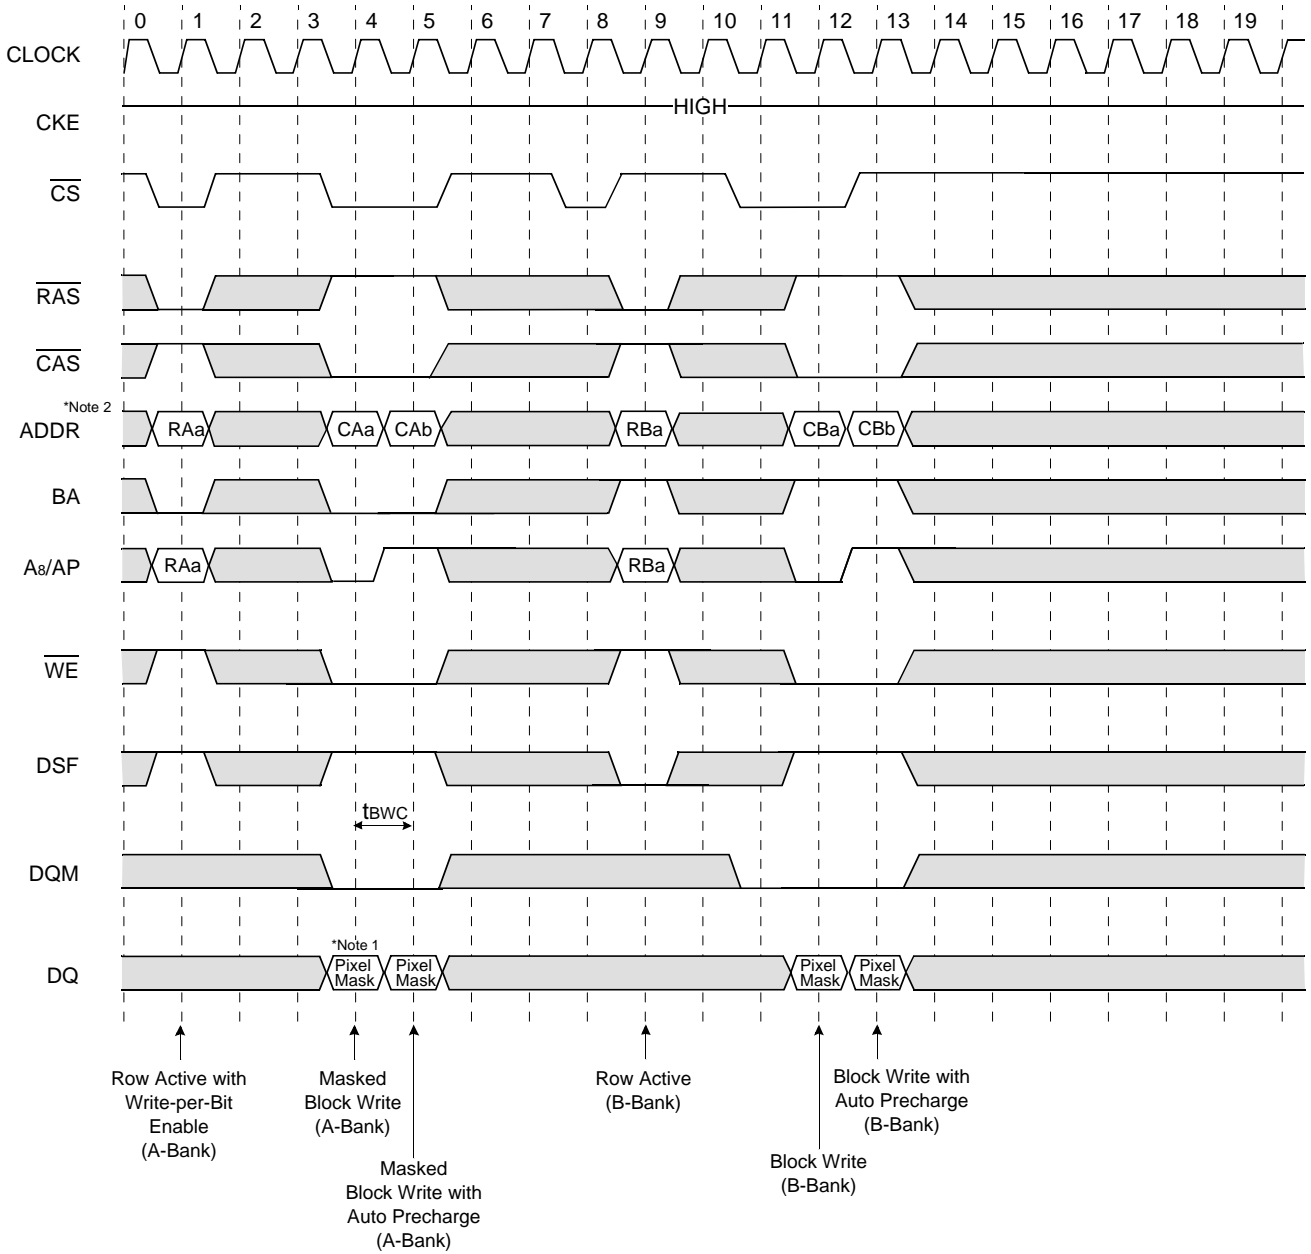 0 1 2 3 4 5 6 7 8 9 10 11 12 13 14 15 16 17 18 19
CLOCK
HIGH
CKE
CS
RAS
CAS
*Note 2
ADDR RAa CAa CAb RBa CBa CBb
BA
A8/AP RAa RBa
WE
DSF
tBWC
DQM
*Note 1
DQ
Pixel Mask
Pixel Mask
Pixel Mask
Pixel Mask
Row Active with
Write-per-Bit
Enable
(A-Bank)
Masked
Block Write
(A-Bank)
Masked
Block Write with
Auto Precharge
(A-Bank)
Row Active
(B-Bank)
Block Write
(B-Bank)
Block Write with
Auto Precharge
(B-Bank)